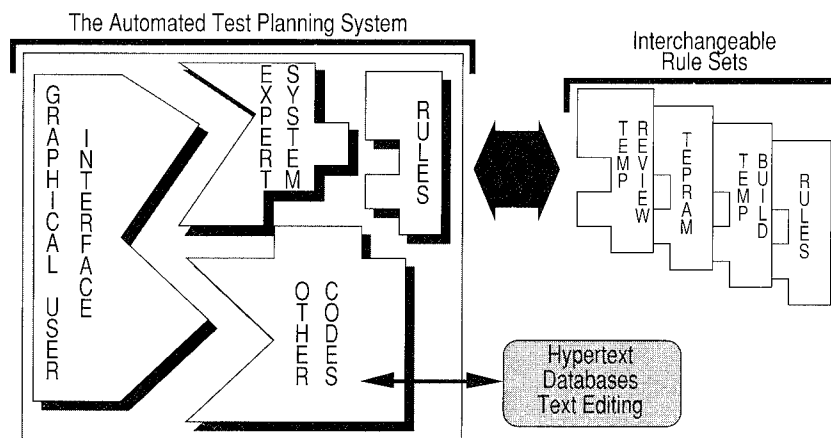 The Automated Test Planning System
Interchangeable
Rule Sets
GRAPHICAL USER
INTERFACE
EXPERT
SYSTEM
RULES
OTHER
CODES
TEMP
REVIEW
TEPRAM
TEMP
BUILD
RULES
Hypertext
Databases
Text Editing